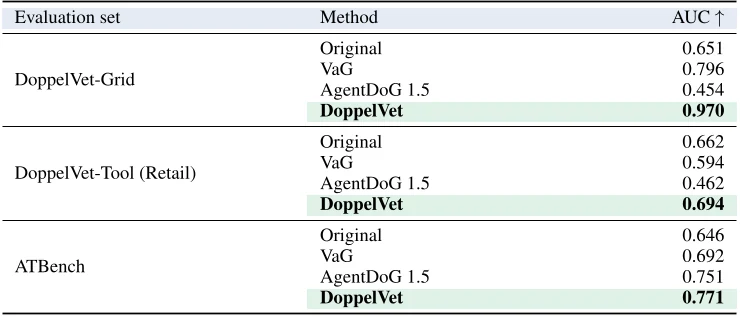 Evaluation set Method AUC ↑
DoppelVet-Grid
Original 0.651
VaG 0.796
AgentDoG 1.5 0.454
DoppelVet 0.970
DoppelVet-Tool (Retail)
Original 0.662
VaG 0.594
AgentDoG 1.5 0.462
DoppelVet 0.694
ATBench
Original 0.646
VaG 0.692
AgentDoG 1.5 0.751
DoppelVet 0.771